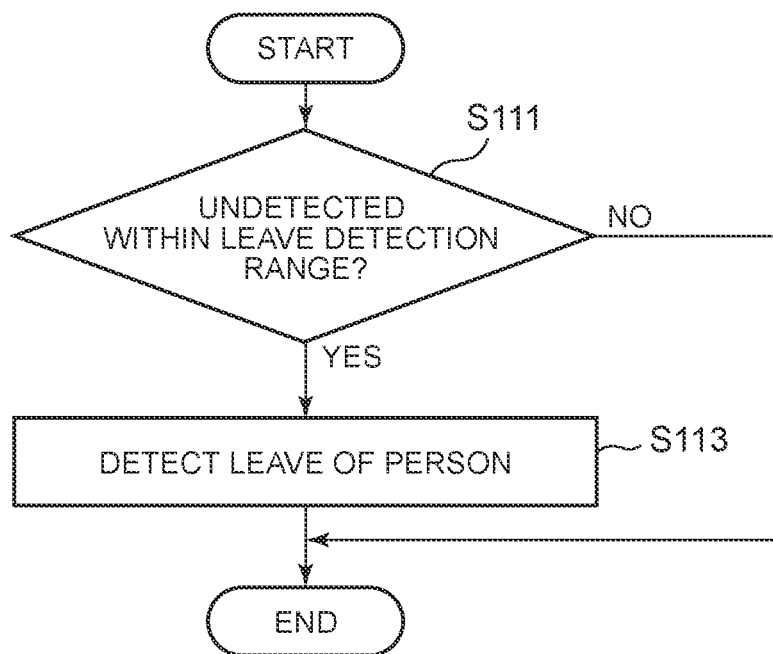 START
S111
UNDETECTED
WITHIN LEAVE DETECTION
RANGE?
NO
YES
DETECT LEAVE OF PERSON
S113
END